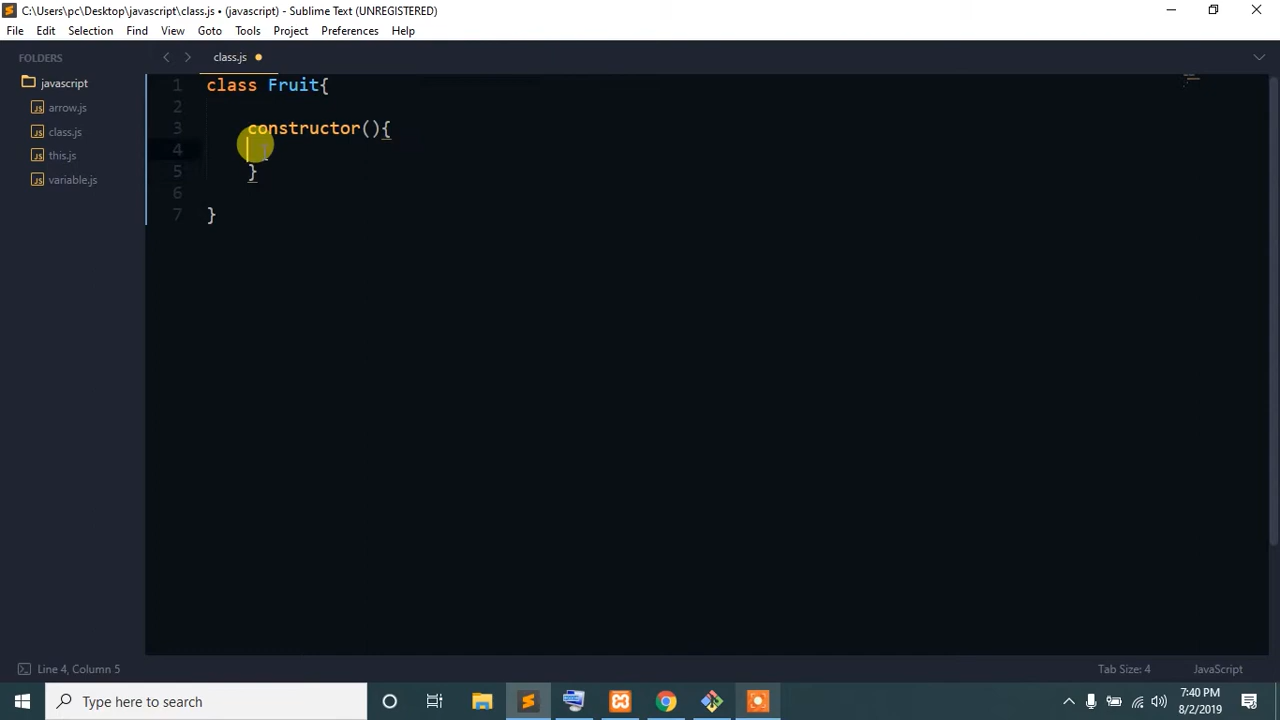 C:\Users\pc\Desktop\javascript\class.js • (javascript) - Sublime Text (UNREGISTERED)
File Edit Selection Find View Goto Tools Project Preferences Help
FOLDERS
javascript
arrow.js
class.js
this.js
variable.js
class.js
1 class Fruit{
2
3 constructor(){
4
5 }
6
7 }
Line 4, Column 5
Tab Size: 4
JavaScript
Type here to search
7:40 PM
8/2/2019